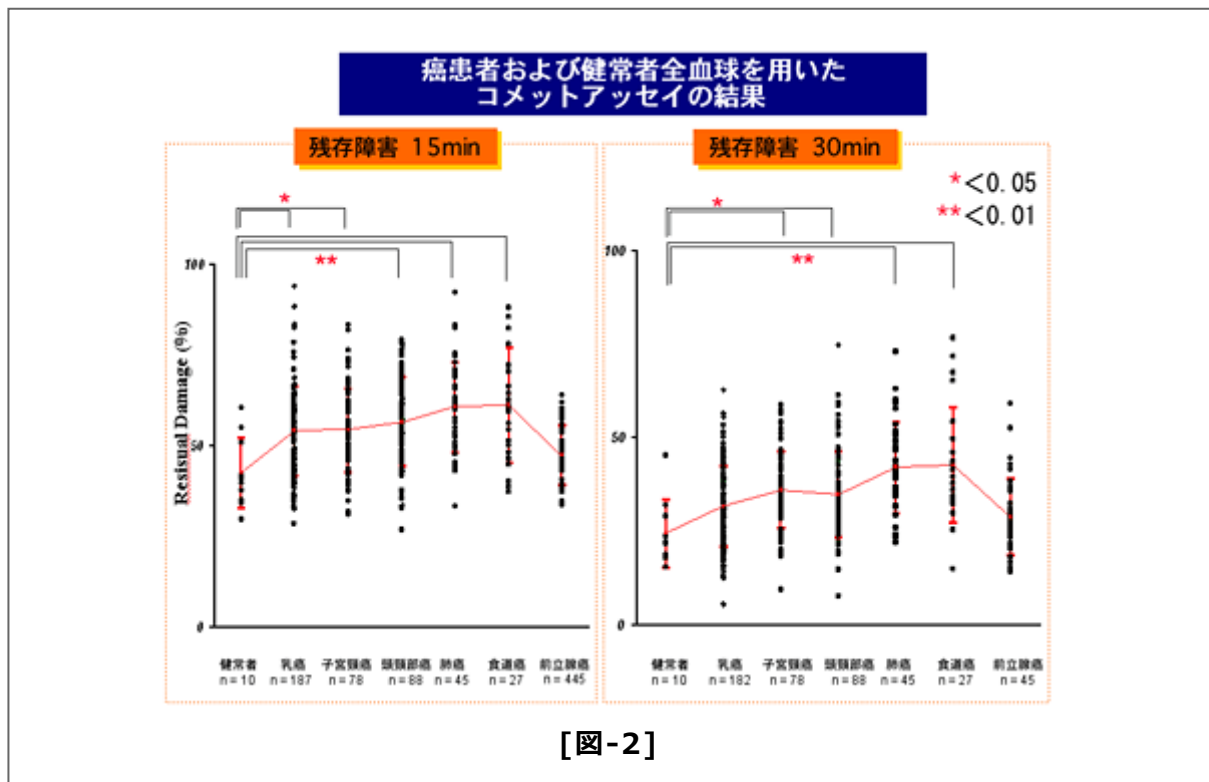 癌患者および健常者全血球を用いた
コメットアッセイの結果
残存障害 15min
残存障害 30min
*<0.05
**<0.01
*
**
*
**
Resisual Damage (%)
100
50
0
100
50
0
健常者 乳癌 子宮頸癌 頭頸部癌 肺癌 食道癌 前立腺癌
n=10 n=187 n=78 n=88 n=45 n=27 n=445
健常者 乳癌 子宮頸癌 頭頸部癌 肺癌 食道癌 前立腺癌
n=10 n=182 n=78 n=88 n=45 n=27 n=45
[図-2]